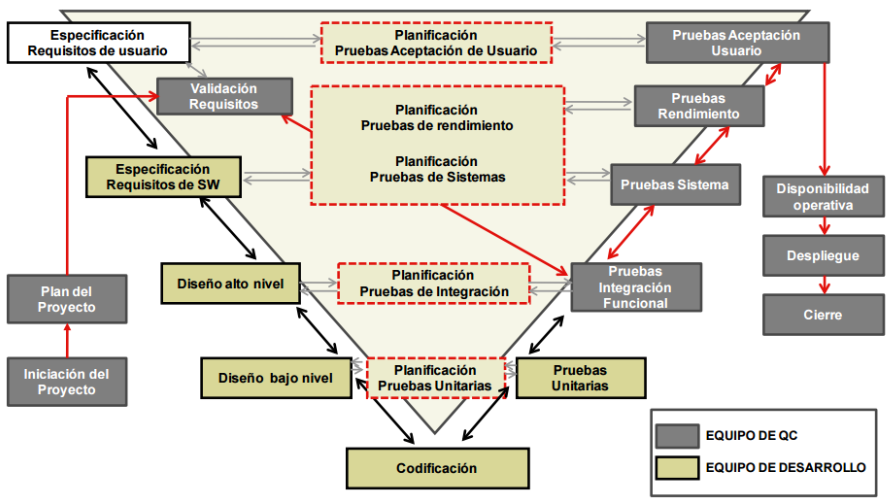 Especificación
Requisitos de usuario
Planificación
Pruebas Aceptación de Usuario
Pruebas Aceptación
Usuario
Validación
Requisitos
Planificación
Pruebas de rendimiento
Pruebas
Rendimiento
Especificación
Requisitos de SW
Planificación
Pruebas de Sistemas
Pruebas Sistema
Disponibilidad
operativa
Despliegue
Cierre
Plan del
Proyecto
Diseño alto nivel
Planificación
Pruebas de Integración
Pruebas
Integración
Funcional
Iniciación del
Proyecto
Diseño bajo nivel
Planificación
Pruebas Unitarias
Pruebas
Unitarias
Codificación
EQUIPO DE QC
EQUIPO DE DESARROLLO